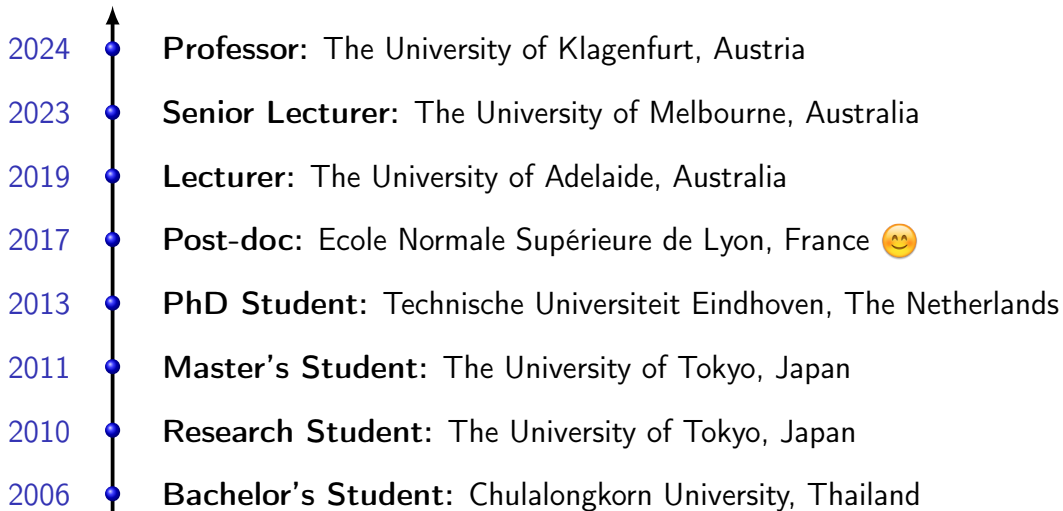 2024 Professor: The University of Klagenfurt, Austria
2023 Senior Lecturer: The University of Melbourne, Australia
2019 Lecturer: The University of Adelaide, Australia
2017 Post-doc: Ecole Normale Supérieure de Lyon, France 😊
2013 PhD Student: Technische Universiteit Eindhoven, The Netherlands
2011 Master's Student: The University of Tokyo, Japan
2010 Research Student: The University of Tokyo, Japan
2006 Bachelor's Student: Chulalongkorn University, Thailand